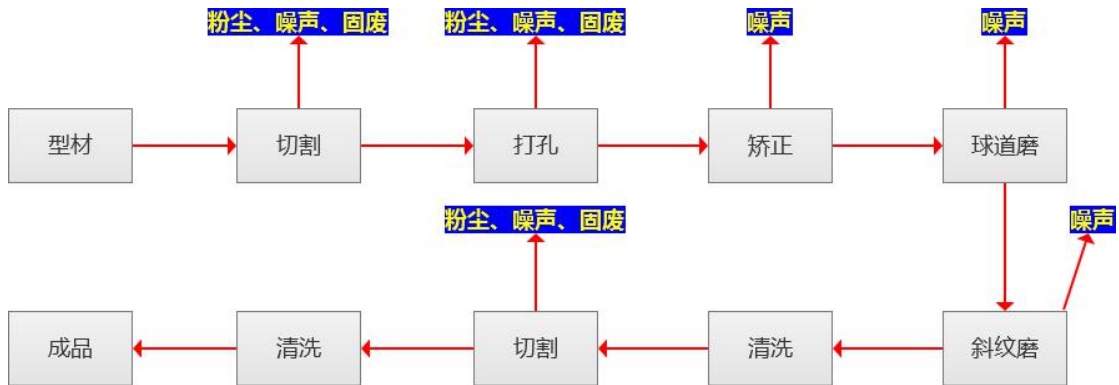 粉尘、噪声、固废
粉尘、噪声、固废
噪声
噪声
型材
切割
打孔
矫正
球道磨
粉尘、噪声、固废
噪声
成品
清洗
切割
清洗
斜纹磨